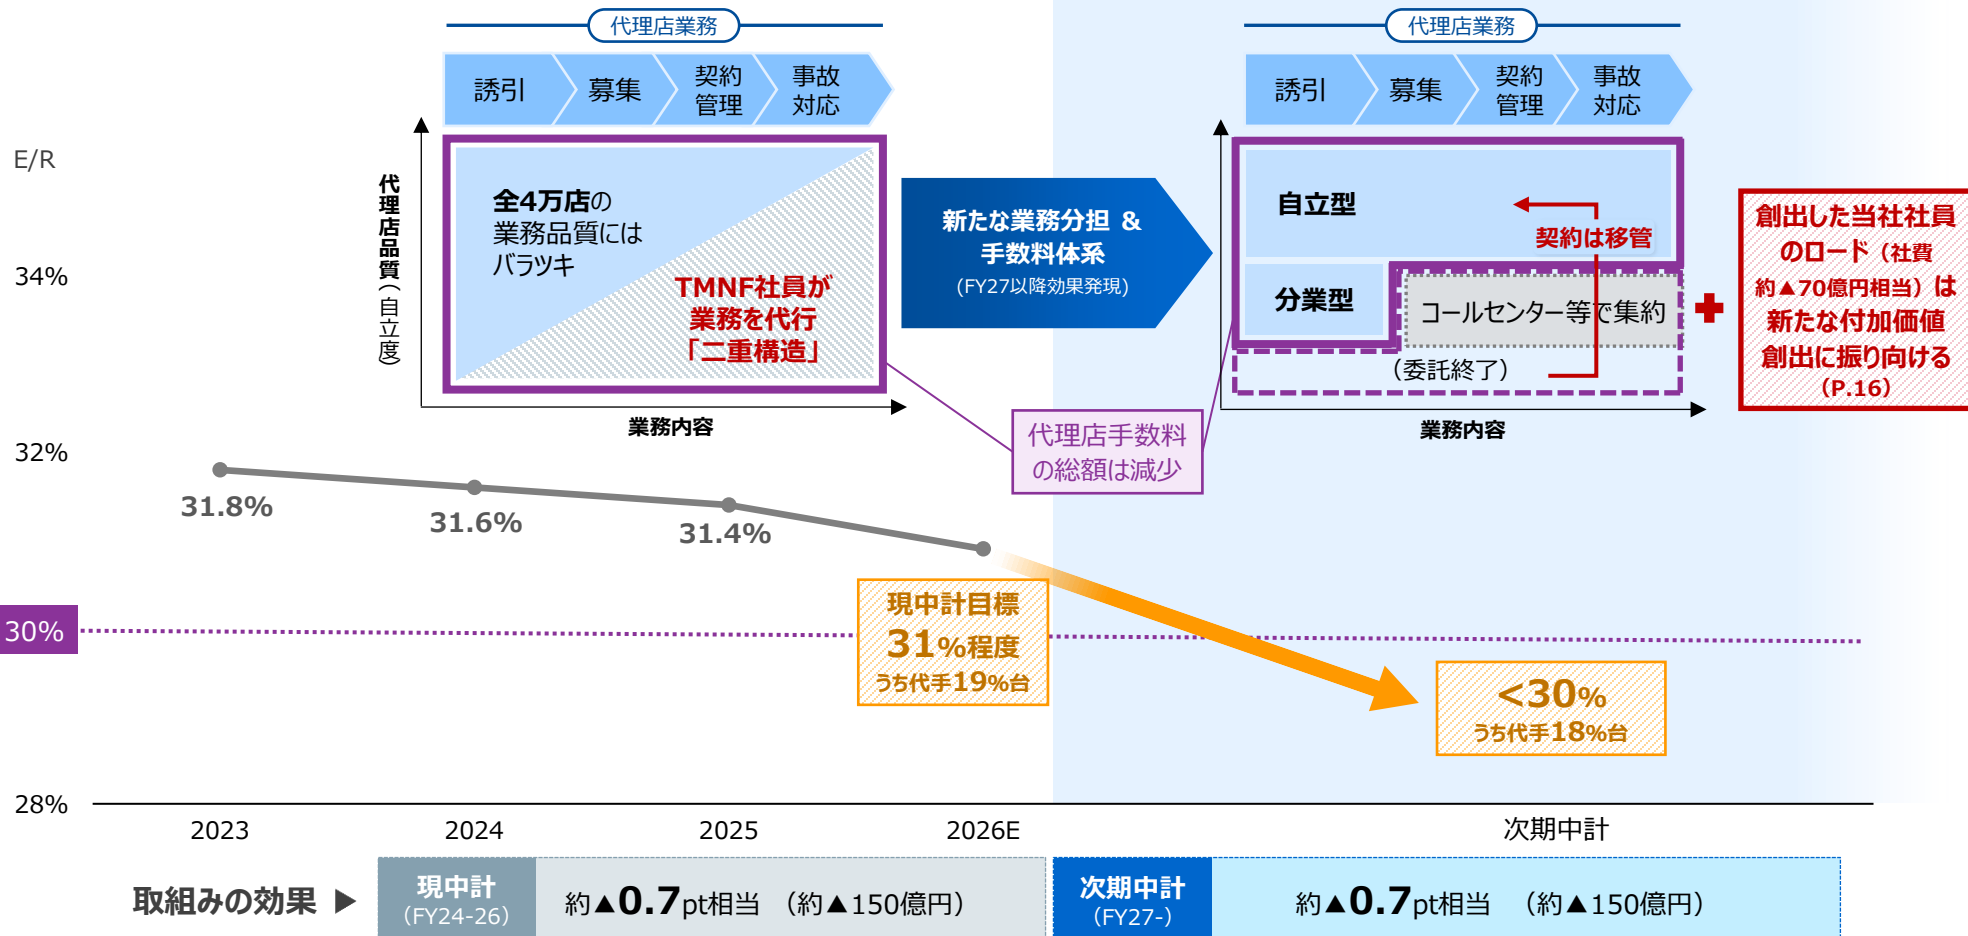 代理店業務
誘引
募集
契約
管理
事故
対応
代理店業務
誘引
募集
契約
管理
事故
対応
E/R
34%
32%
30%
28%
代理店品質（自立度）
全4万店の
業務品質には
バラツキ
TMNF社員が
業務を代行
「二重構造」
業務内容
新たな業務分担 &
手数料体系
(FY27以降効果発現)
自立型
契約は移管
分業型
コールセンター等で集約
（委託終了）
業務内容
創出した当社社員
のロード（社費
約▲70億円相当）は
新たな付加価値
創出に振り向ける
（P.16）
代理店手数料
の総額は減少
31.8%
31.6%
31.4%
現中計目標
31%程度
うち代手19%台
<30%
うち代手18%台
2023
2024
2025
2026E
次期中計
取組みの効果 ▶
現中計
（FY24-26）
約▲0.7pt相当 （約▲150億円）
次期中計
（FY27-）
約▲0.7pt相当 （約▲150億円）